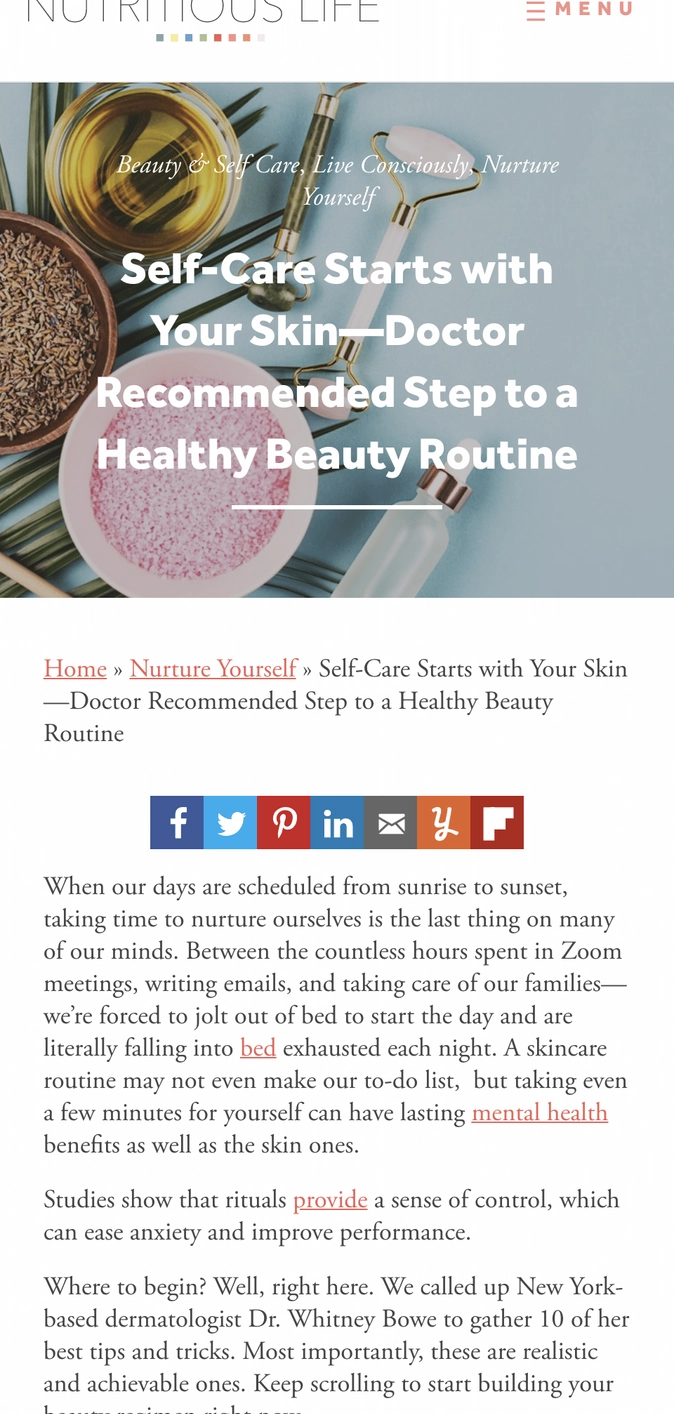 NUTRITIOUS LIFE
MENU
Beauty & Self Care, Live Consciously, Nurture
Yourself
Self-Care Starts with
Your Skin—Doctor
Recommended Step to a
Healthy Beauty Routine
Home » Nurture Yourself » Self-Care Starts with Your Skin
—Doctor Recommended Step to a Healthy Beauty
Routine
When our days are scheduled from sunrise to sunset,
taking time to nurture ourselves is the last thing on many
of our minds. Between the countless hours spent in Zoom
meetings, writing emails, and taking care of our families—
we’re forced to jolt out of bed to start the day and are
literally falling into bed exhausted each night. A skincare
routine may not even make our to-do list,  but taking even
a few minutes for yourself can have lasting mental health
benefits as well as the skin ones.
Studies show that rituals provide a sense of control, which
can ease anxiety and improve performance.
Where to begin? Well, right here. We called up New York-
based dermatologist Dr. Whitney Bowe to gather 10 of her
best tips and tricks. Most importantly, these are realistic
and achievable ones. Keep scrolling to start building your
beauty regimen right now.